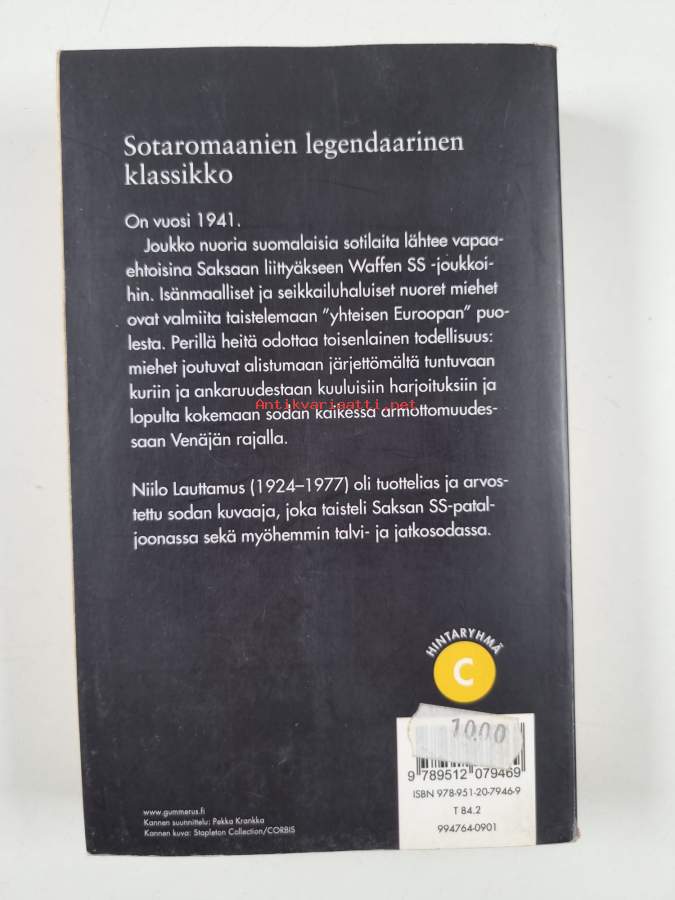 Sotaromaanien legendaarinen
klassikko
On vuosi 1941.
Joukko nuoria suomalaisia sotilaita lähtee vapaa-
ehtoisina Saksaan liittyäkseen Waffen SS -joukkoi-
hin. Isänmaalliset ja seikkailuhaluiset nuoret miehet
ovat valmiita taistelemaan ”yhteisen Euroopan” puo-
lesta. Perillä heitä odottaa toisenlainen todellisuus:
miehet joutuvat alistumaan järjettömältä tuntuvaan
kuriin ja ankaruudestaan kuuluisiin harjoituksiin ja
Antikvariaatti.net
lopulta kokemaan sodan kaikessa armottomuudes-
saan Venäjän rajalla.
Niilo Lauttamus (1924–1977) oli tuottelias ja arvos-
tettu sodan kuvaaja, joka taisteli Saksan SS-patal-
joonassa sekä myöhemmin talvi- ja jatkosodassa.
HINTARYHMÄ
C
10.00
9 789512 079469
ISBN 978-951-20-7946-9
T 84.2
994764-0901
www.gummerus.fi
Kannen suunnittelu: Pekka Krankka
Kannen kuva: Stapleton Collection/CORBIS